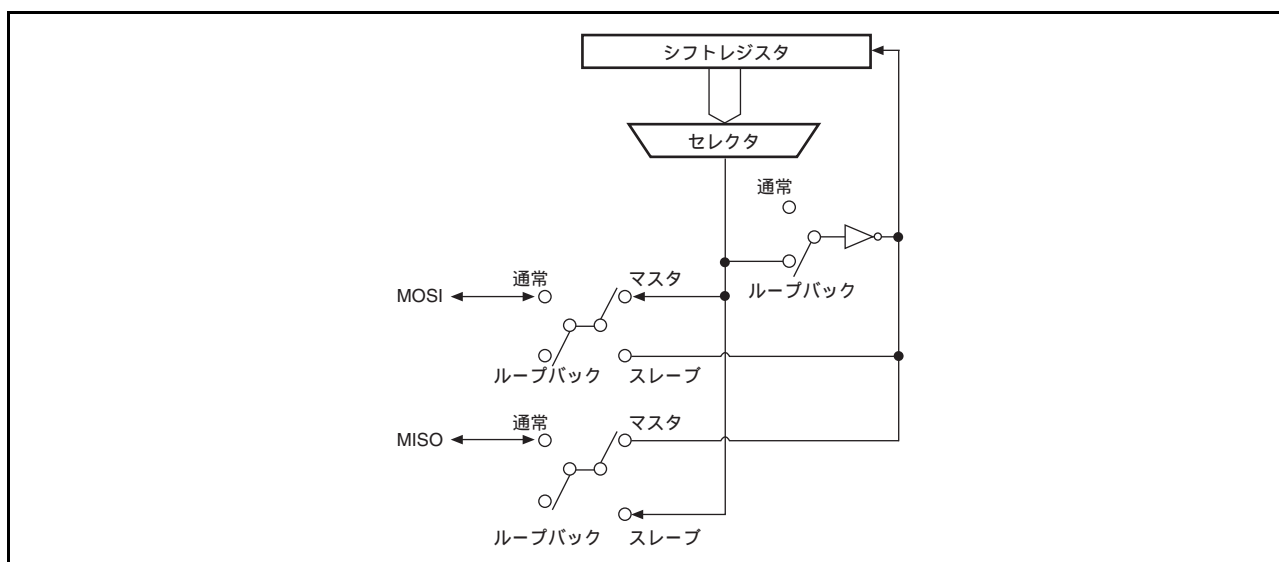 シフトレジスタ
セレクタ
通常
ループバック
通常 マスタ
MOSI
ループバック スレーブ
通常 マスタ
MISO
ループバック スレーブ